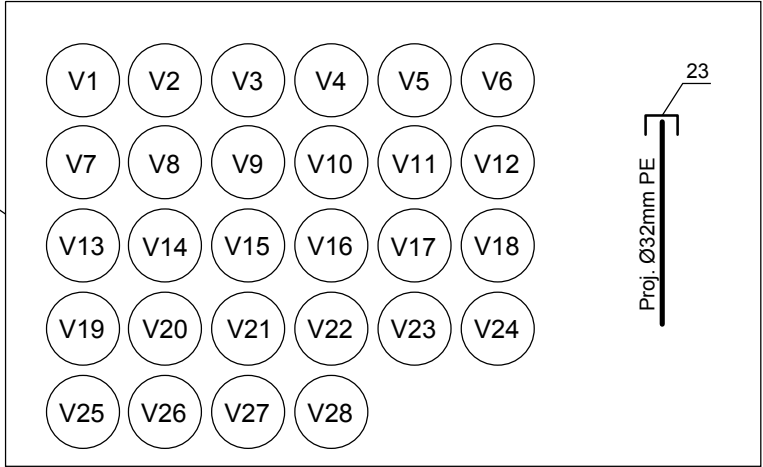 V1 V2 V3 V4 V5 V6
23
V7 V8 V9 V10 V11 V12
V13 V14 V15 V16 V17 V18
V19 V20 V21 V22 V23 V24
V25 V26 V27 V28
Proj. Ø32mm PE